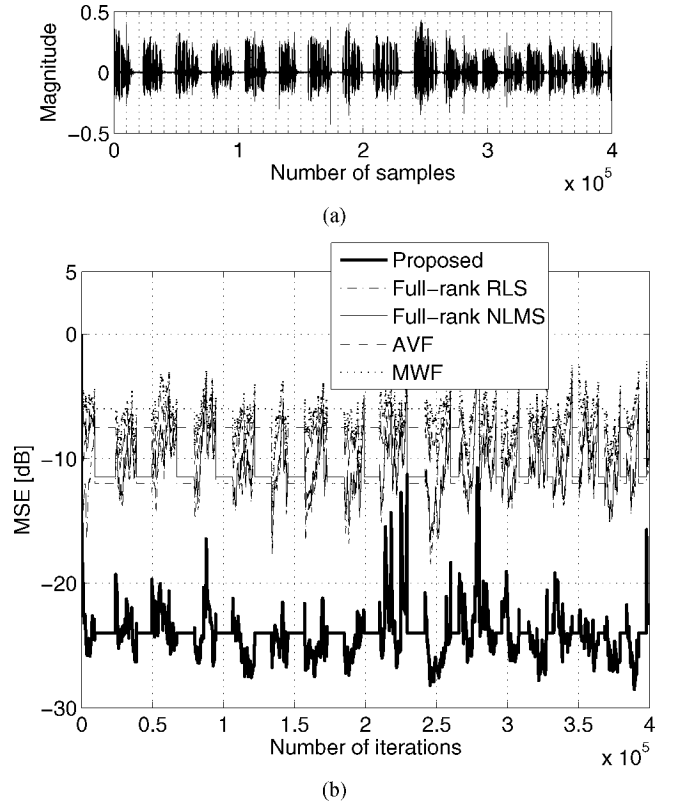 0.5
0
−0.5
Magnitude
0 1 2 3 4
Number of samples
x 10^5
(a)
Proposed
Full−rank RLS
Full−rank NLMS
AVF
MWF
5
0
−10
−20
−30
MSE [dB]
0 0.5 1 1.5 2 2.5 3 3.5 4
Number of iterations
x 10^5
(b)